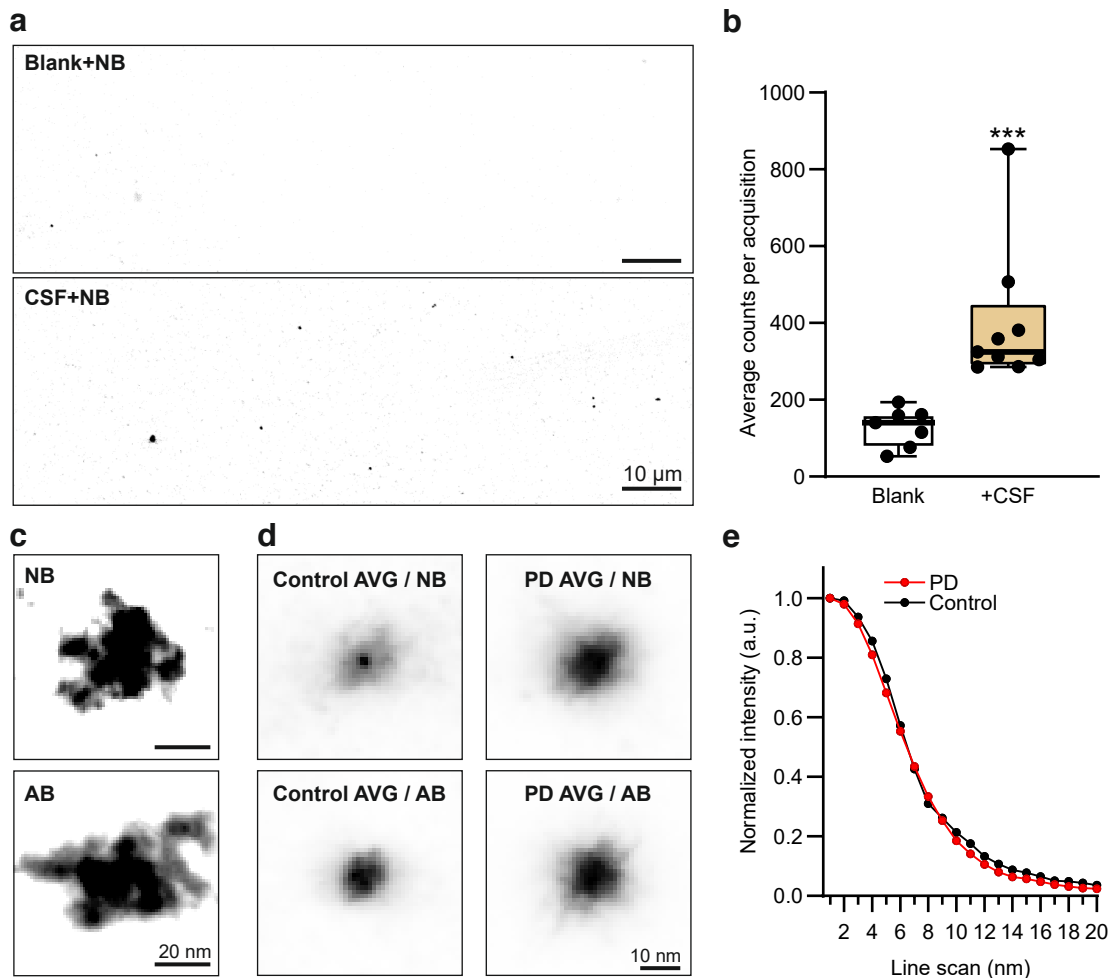 a
Blank+NB
CSF+NB
10 µm
b
Average counts per acquisition
1000
800
600
400
200
0
***
Blank
+CSF
c
NB
AB
20 nm
d
Control AVG / NB
PD AVG / NB
Control AVG / AB
PD AVG / AB
10 nm
e
Normalized intensity (a.u.)
1.0
0.8
0.6
0.4
0.2
0.0
PD
Control
2 4 6 8 10 12 14 16 18 20
Line scan (nm)